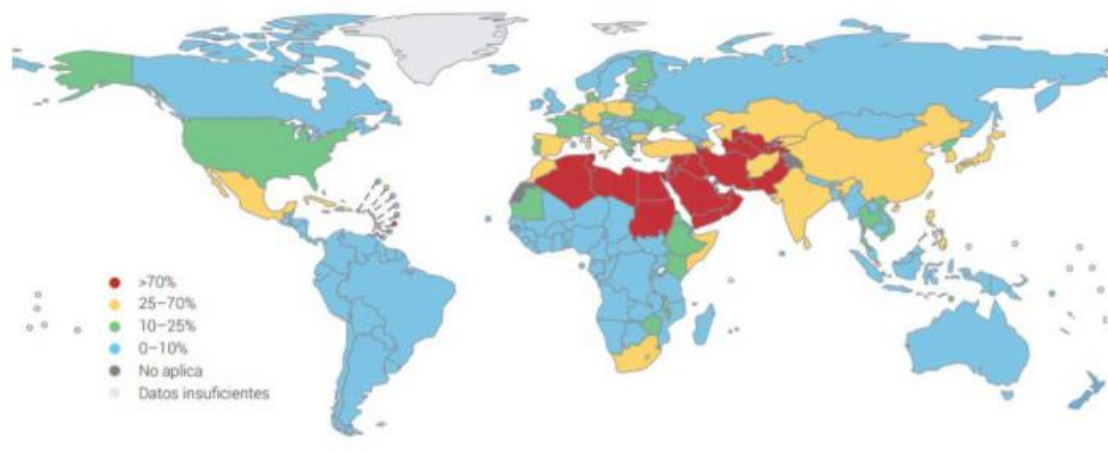 >70%
25–70%
10–25%
0–10%
No aplica
Datos insuficientes